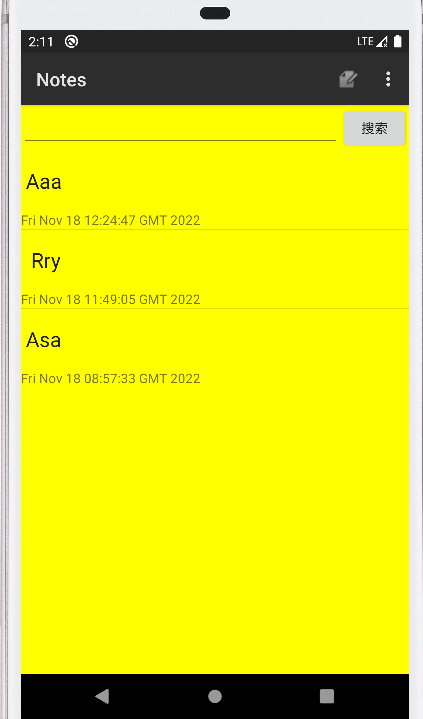 2:11 LTE
Notes
搜索
Aaa
Fri Nov 18 12:24:47 GMT 2022
Rry
Fri Nov 18 11:49:05 GMT 2022
Asa
Fri Nov 18 08:57:33 GMT 2022